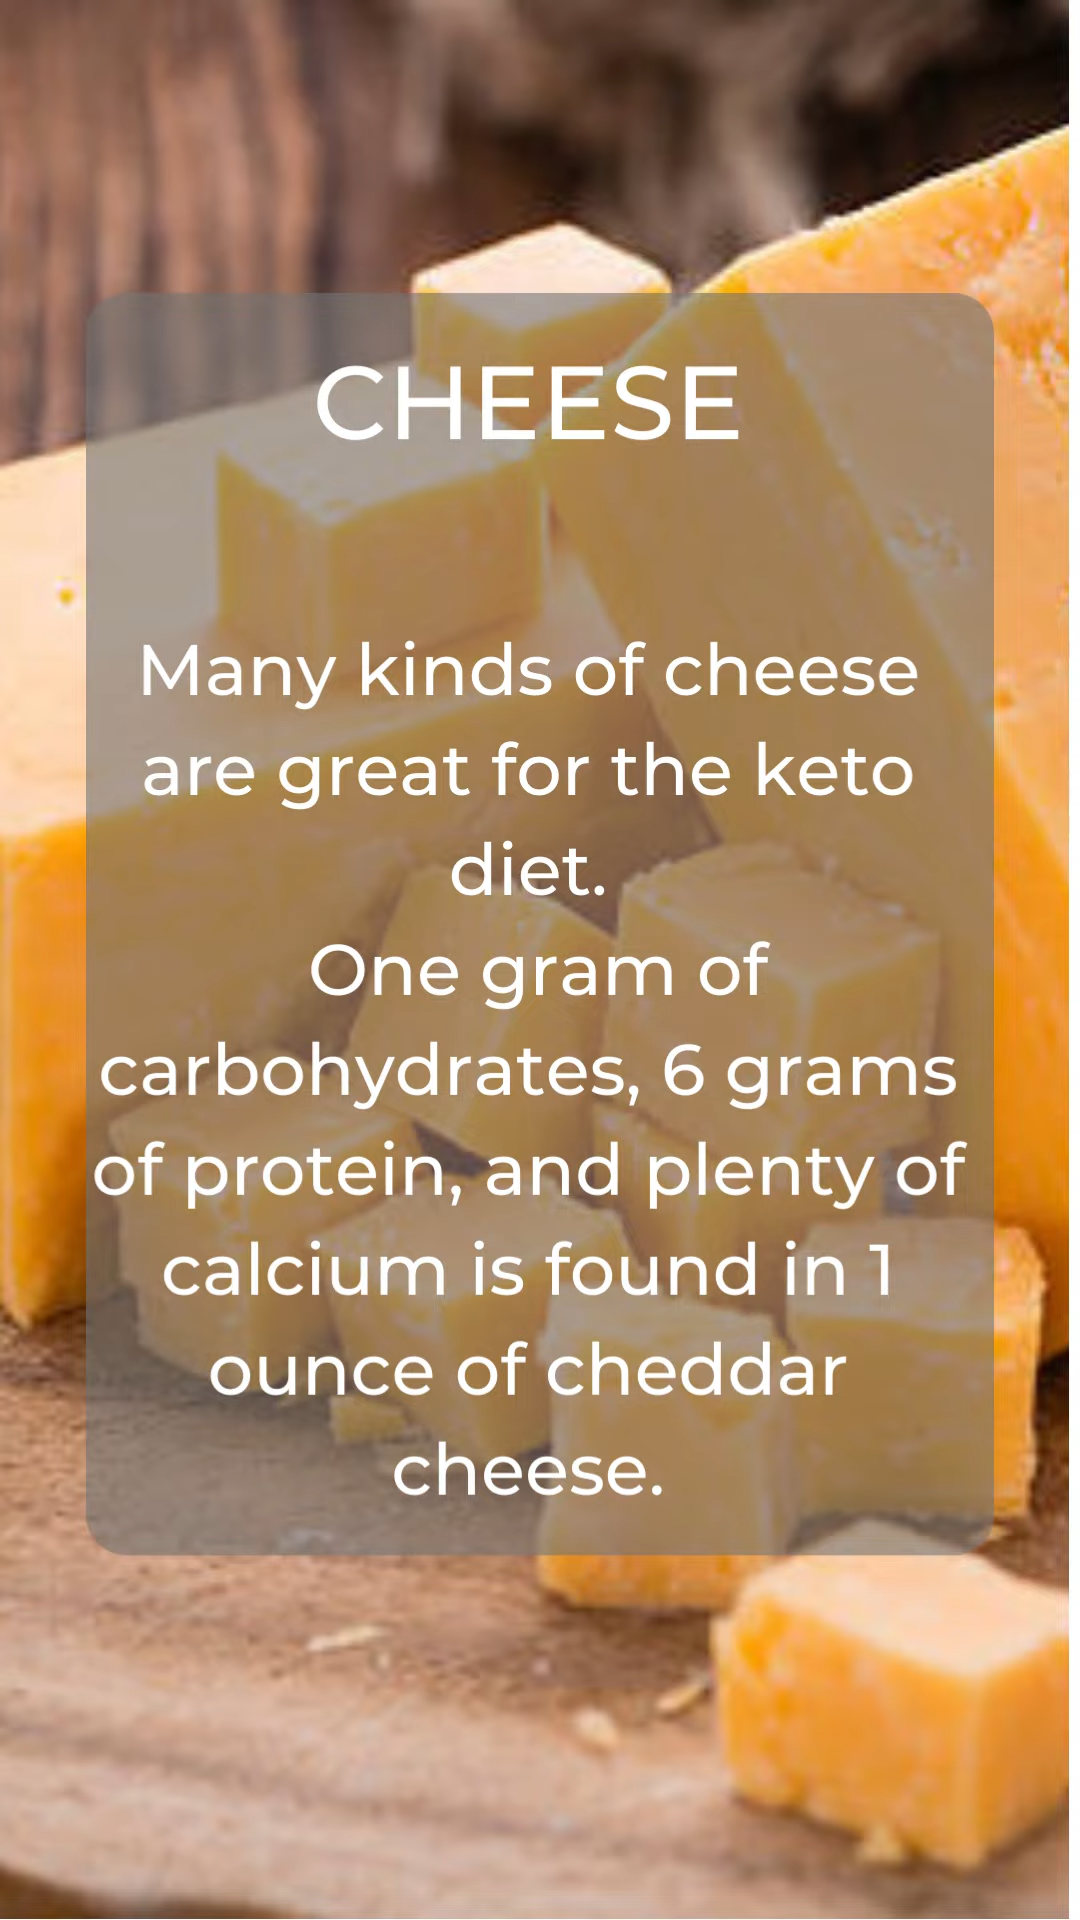 CHEESE
Many kinds of cheese
are great for the keto
diet.
One gram of
carbohydrates, 6 grams
of protein, and plenty of
calcium is found in 1
ounce of cheddar
cheese.